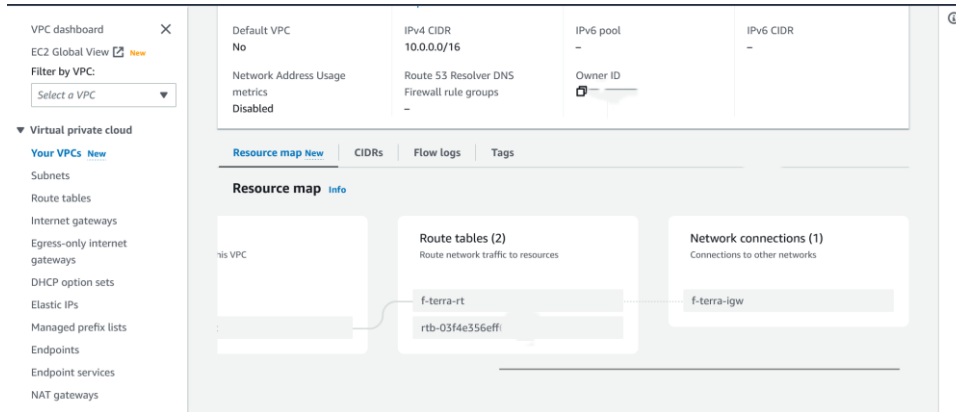 VPC dashboard
EC2 Global View New
Filter by VPC:
Select a VPC
Virtual private cloud
Your VPCs New
Subnets
Route tables
Internet gateways
Egress-only internet
gateways
DHCP option sets
Elastic IPs
Managed prefix lists
Endpoints
Endpoint services
NAT gateways
Default VPC
No
IPv4 CIDR
10.0.0.0/16
IPv6 pool
–
IPv6 CIDR
–
Network Address Usage
metrics
Disabled
Route 53 Resolver DNS
Firewall rule groups
–
Owner ID
Resource map New
CIDRs
Flow logs
Tags
Resource map Info
his VPC
Route tables (2)
Route network traffic to resources
f-terra-rt
rtb-03f4e356eff
Network connections (1)
Connections to other networks
f-terra-igw